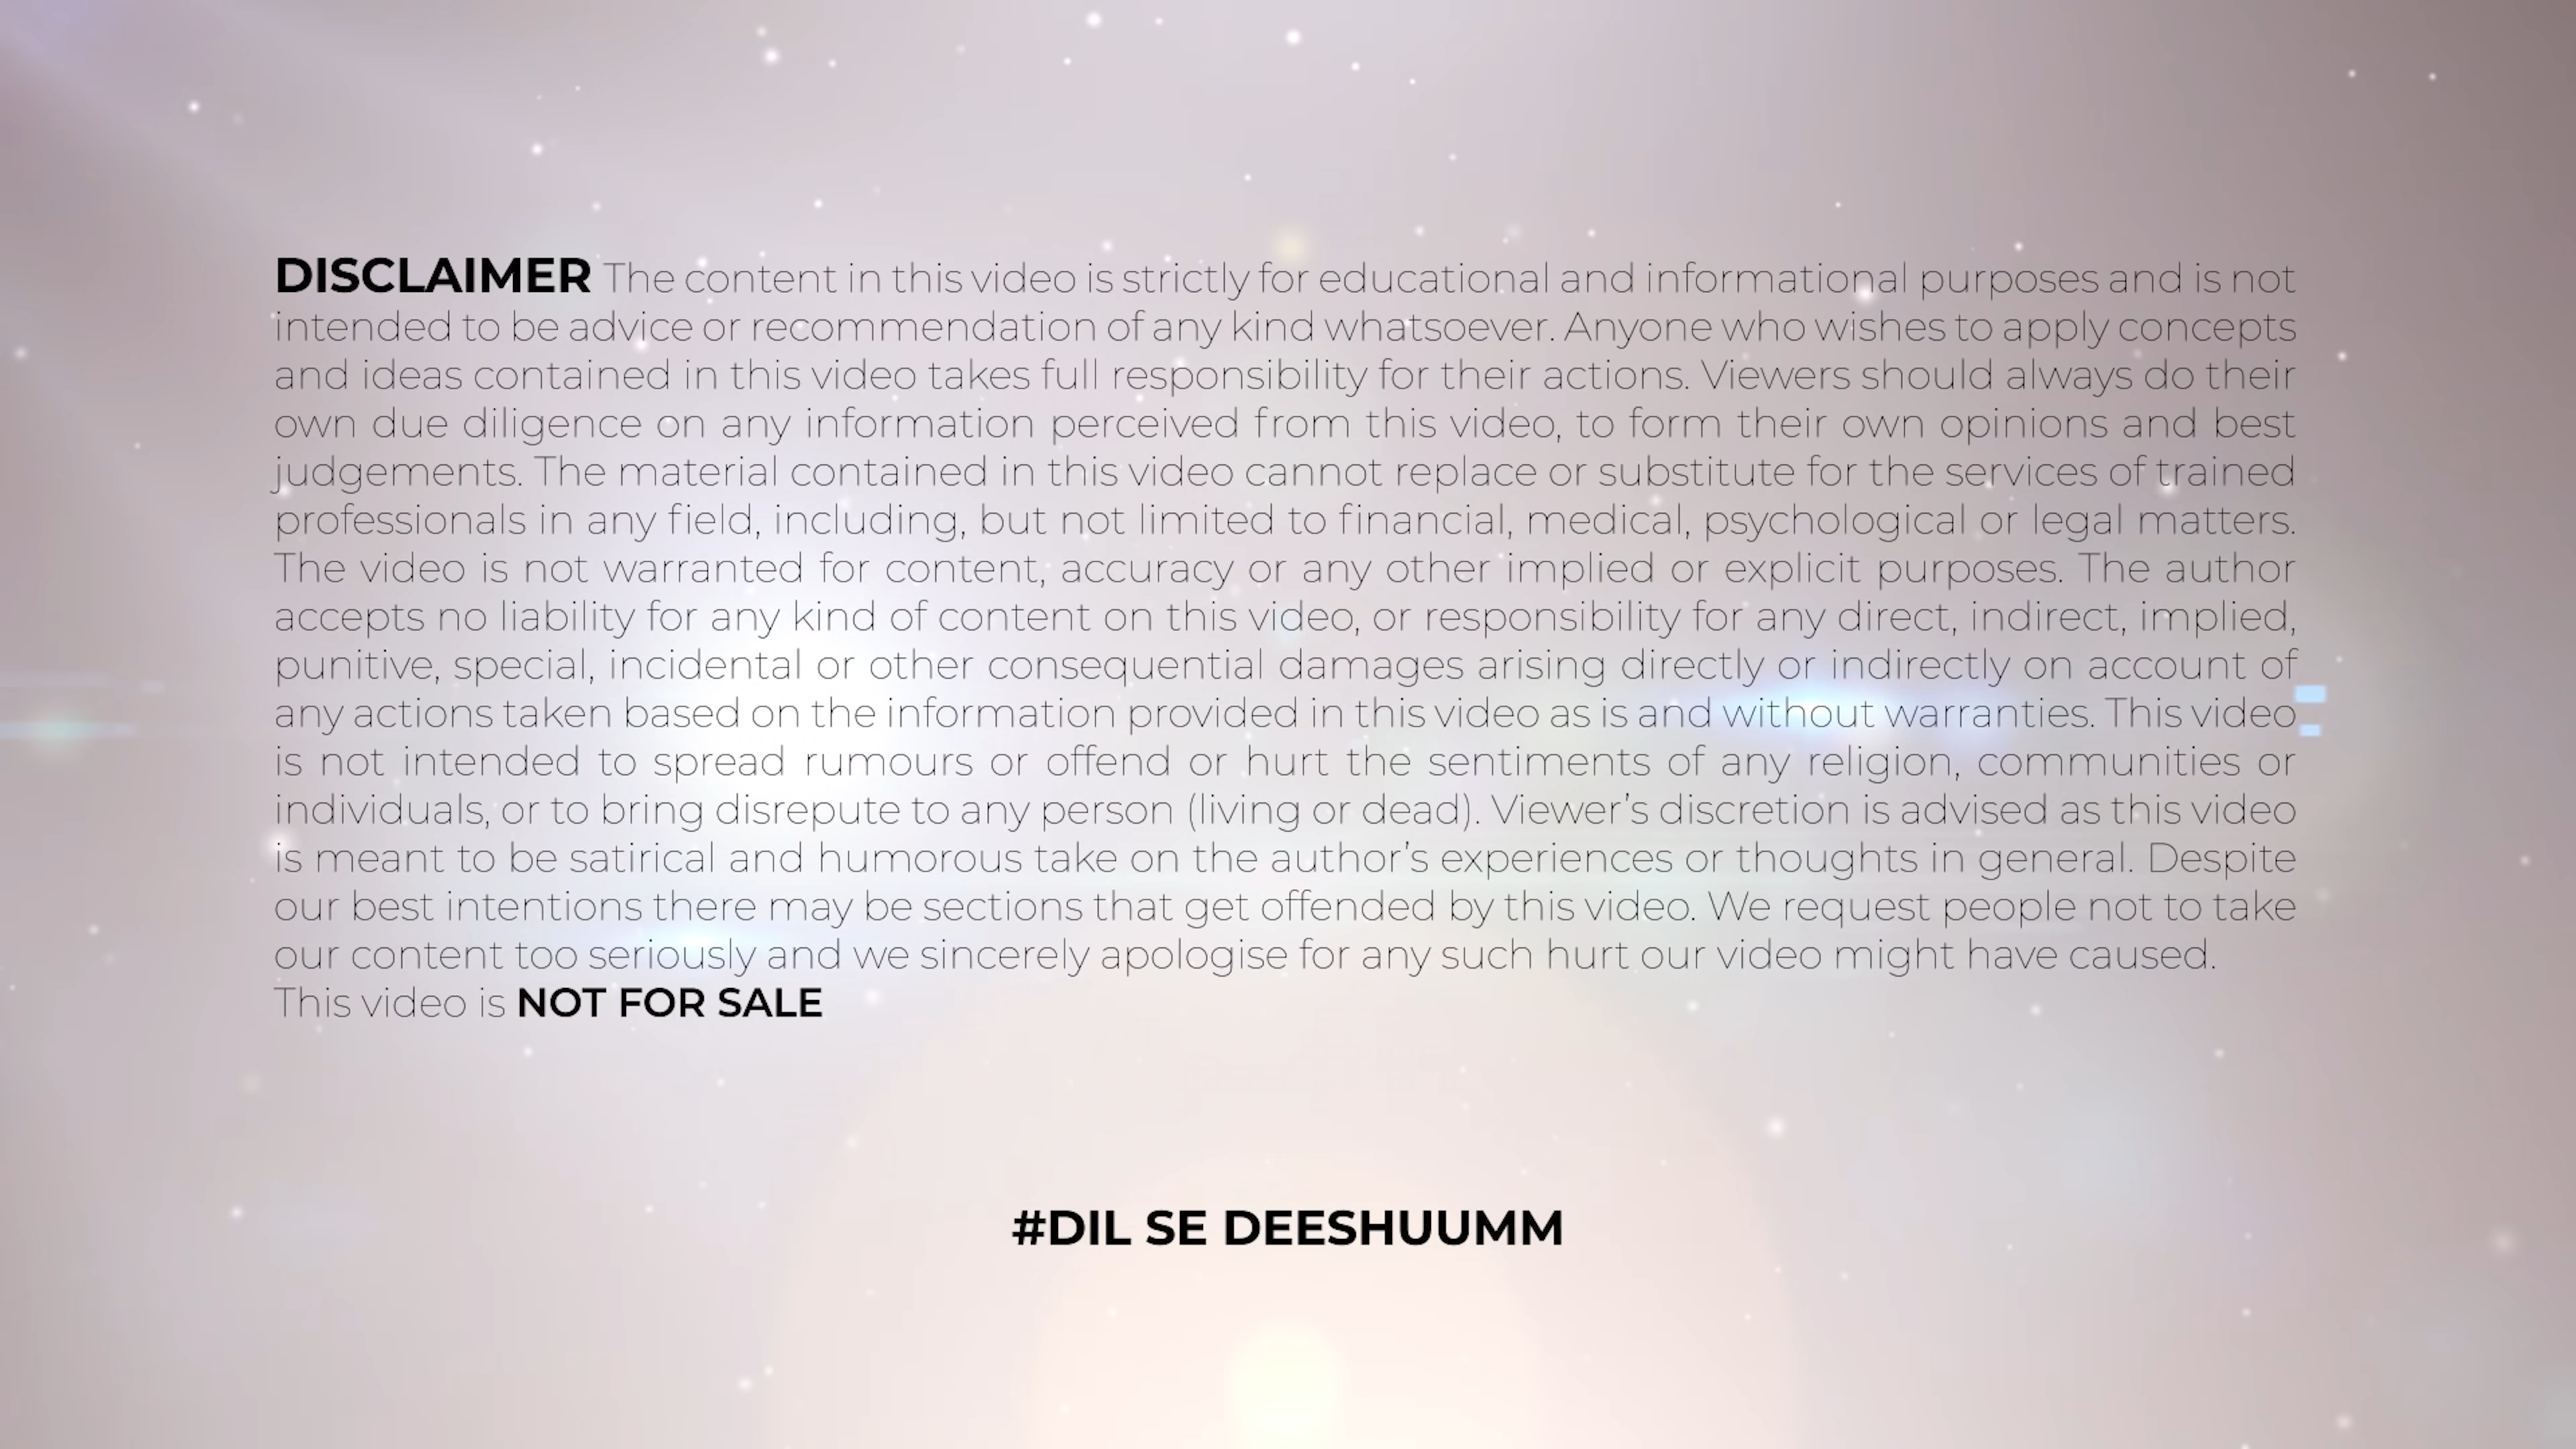 DISCLAIMER The content in this video is strictly for educational and informational purposes and is not
intended to be advice or recommendation of any kind whatsoever. Anyone who wishes to apply concepts
and ideas contained in this video takes full responsibility for their actions. Viewers should always do their
own due diligence on any information perceived from this video, to form their own opinions and best
judgements. The material contained in this video cannot replace or substitute for the services of trained
professionals in any field, including, but not limited to financial, medical, psychological or legal matters.
The video is not warranted for content, accuracy or any other implied or explicit purposes. The author
accepts no liability for any kind of content on this video, or responsibility for any direct, indirect, implied,
punitive, special, incidental or other consequential damages arising directly or indirectly on account of
any actions taken based on the information provided in this video as is and without warranties. This video
is not intended to spread rumours or offend or hurt the sentiments of any religion, communities or
individuals, or to bring disrepute to any person (living or dead). Viewer's discretion is advised as this video
is meant to be satirical and humorous take on the author's experiences or thoughts in general. Despite
our best intentions there may be sections that get offended by this video. We request people not to take
our content too seriously and we sincerely apologise for any such hurt our video might have caused.
This video is NOT FOR SALE
#DIL SE DEESHUUMM